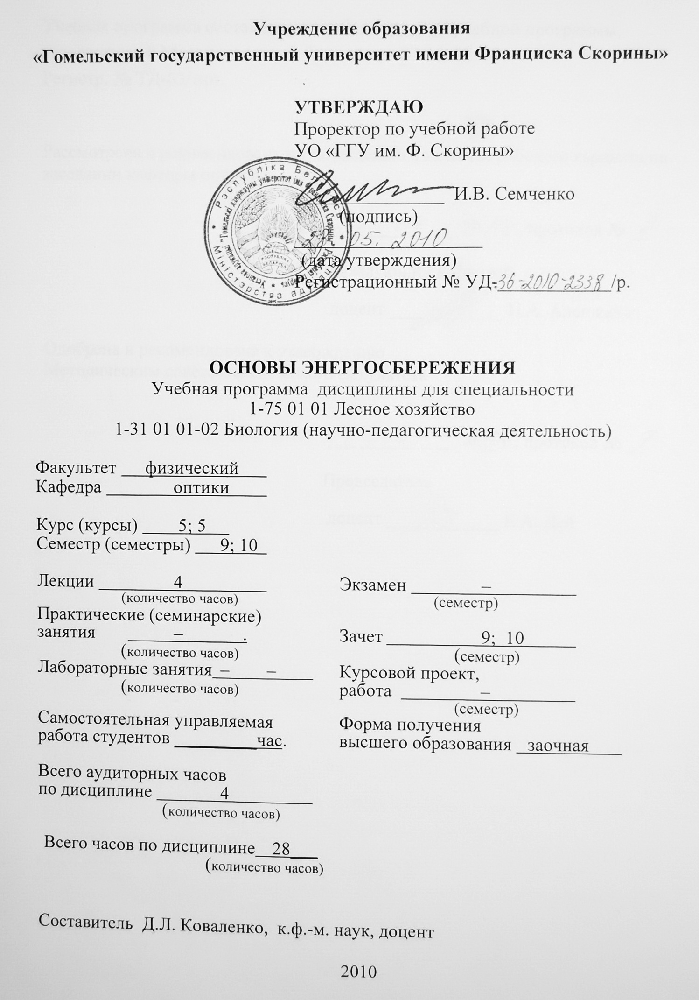 Учреждение образования
«Гомельский государственный университет имени Франциска Скорины»
УТВЕРЖДАЮ
Проректор по учебной работе
УО «ГГУ им. Ф. Скорины»
И.В. Семченко
(подпись)
28 05. 2010
(дата утверждения)
Регистрационный № УД-36-2010-2338/р.
Рэспубліка Беларусь
Міністэрства адукацыі
ОСНОВЫ ЭНЕРГОСБЕРЕЖЕНИЯ
Учебная программа дисциплины для специальности
1-75 01 01 Лесное хозяйство
1-31 01 01-02 Биология (научно-педагогическая деятельность)
Факультет физический
Кафедра оптики
Курс (курсы) 5; 5
Семестр (семестры) 9; 10
Лекции 4
(количество часов)
Экзамен –
(семестр)
Практические (семинарские)
занятия – .
(количество часов)
Зачет 9; 10
(семестр)
Лабораторные занятия – –
(количество часов)
Курсовой проект,
работа –
(семестр)
Самостоятельная управляемая
работа студентов час.
Форма получения
высшего образования заочная
Всего аудиторных часов
по дисциплине 4
(количество часов)
Всего часов по дисциплине 28
(количество часов)
Составитель Д.Л. Коваленко, к.ф.-м. наук, доцент
2010